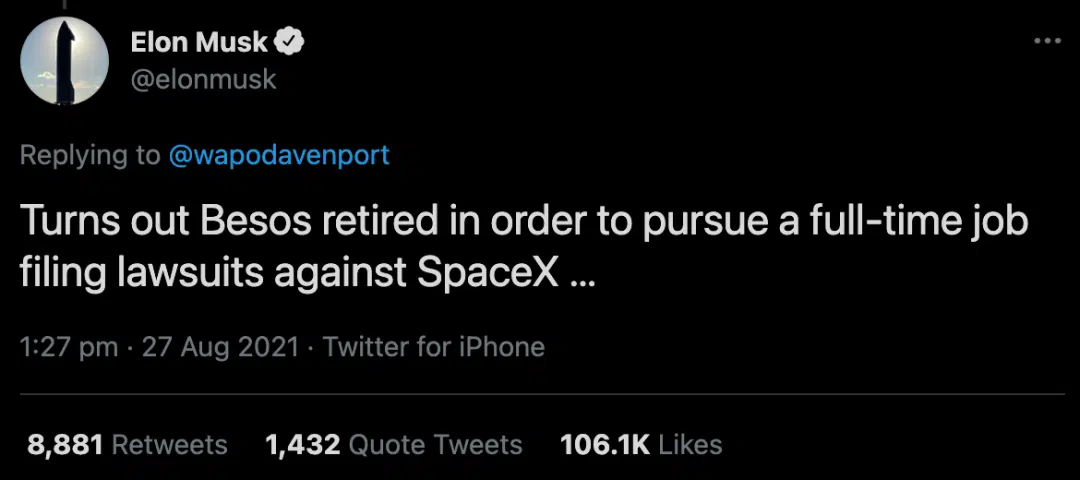 Elon Musk
@elonmusk
Replying to @wapodavenport
Turns out Besos retired in order to pursue a full-time job
filing lawsuits against SpaceX ...
1:27 pm · 27 Aug 2021 · Twitter for iPhone
8,881 Retweets 1,432 Quote Tweets 106.1K Likes